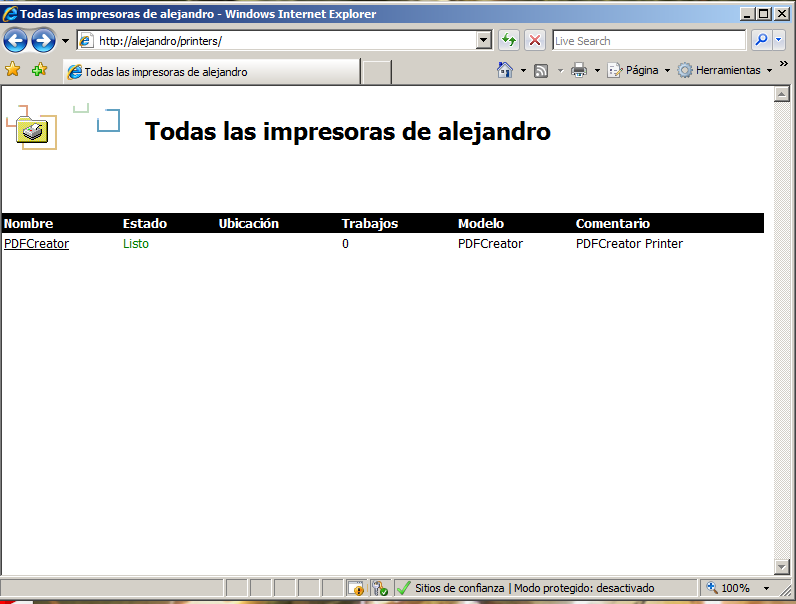 Todas las impresoras de alejandro - Windows Internet Explorer
http://alejandro/printers/
Live Search
Todas las impresoras de alejandro
Página
Herramientas
»
Todas las impresoras de alejandro
Nombre Estado Ubicación Trabajos Modelo Comentario
PDFCreator Listo 0 PDFCreator PDFCreator Printer
Sitios de confianza | Modo protegido: desactivado
100%